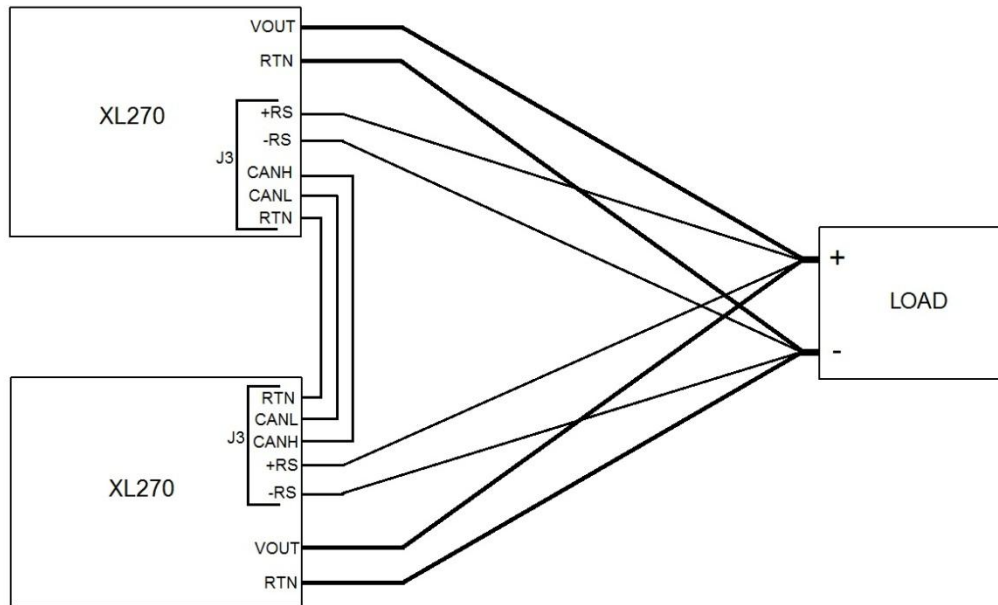 VOUT
RTN
XL270
+RS
-RS
J3
CANH
CANL
RTN
+
LOAD
-
RTN
CANL
J3
CANH
+RS
XL270
-RS
VOUT
RTN